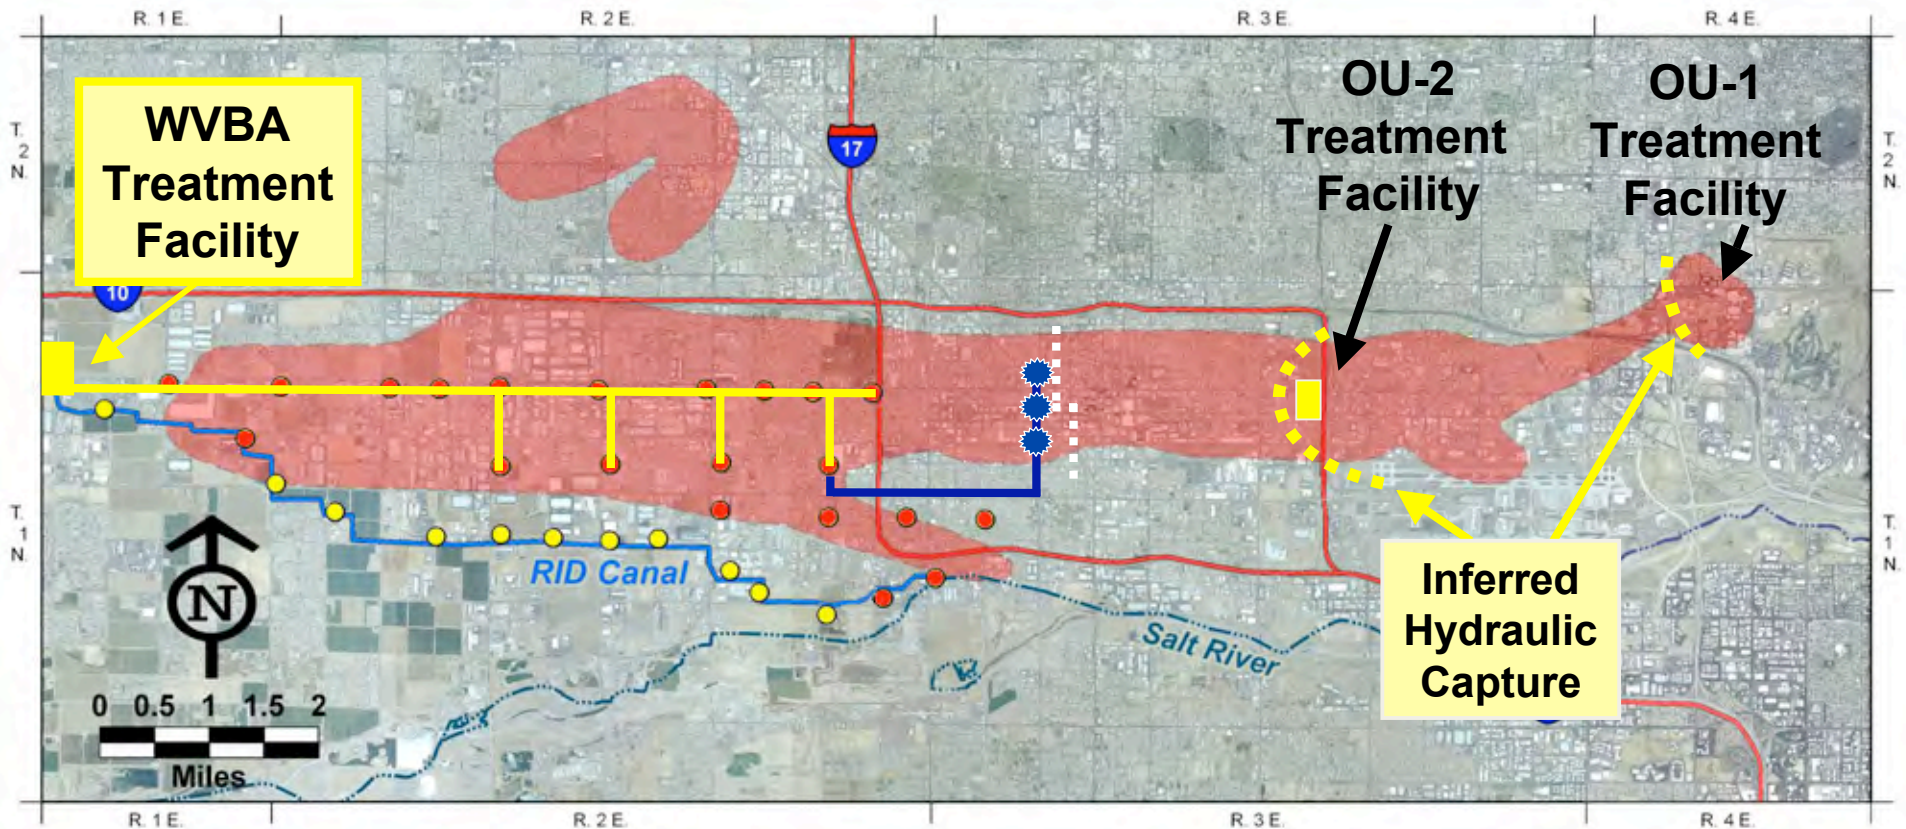 R. 1 E.
R. 2 E.
R. 3 E.
R. 4 E.
WVBA
Treatment
Facility
OU-2
Treatment
Facility
OU-1
Treatment
Facility
T.
2
N.
T.
2
N.
17
10
T.
1
N.
T.
1
N.
RID Canal
Salt River
Inferred
Hydraulic
Capture
N
0 0.5 1 1.5 2
Miles
R. 1 E.
R. 2 E.
R. 3 E.
R. 4 E.